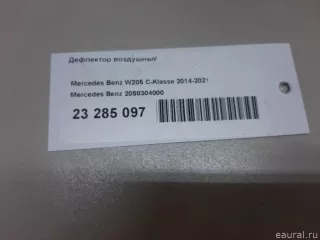 Дефлектор воздушный
Mercedes Benz W205 C-Klasse 2014-2021
Mercedes Benz 2050304000
23 285 097
eaural.ru